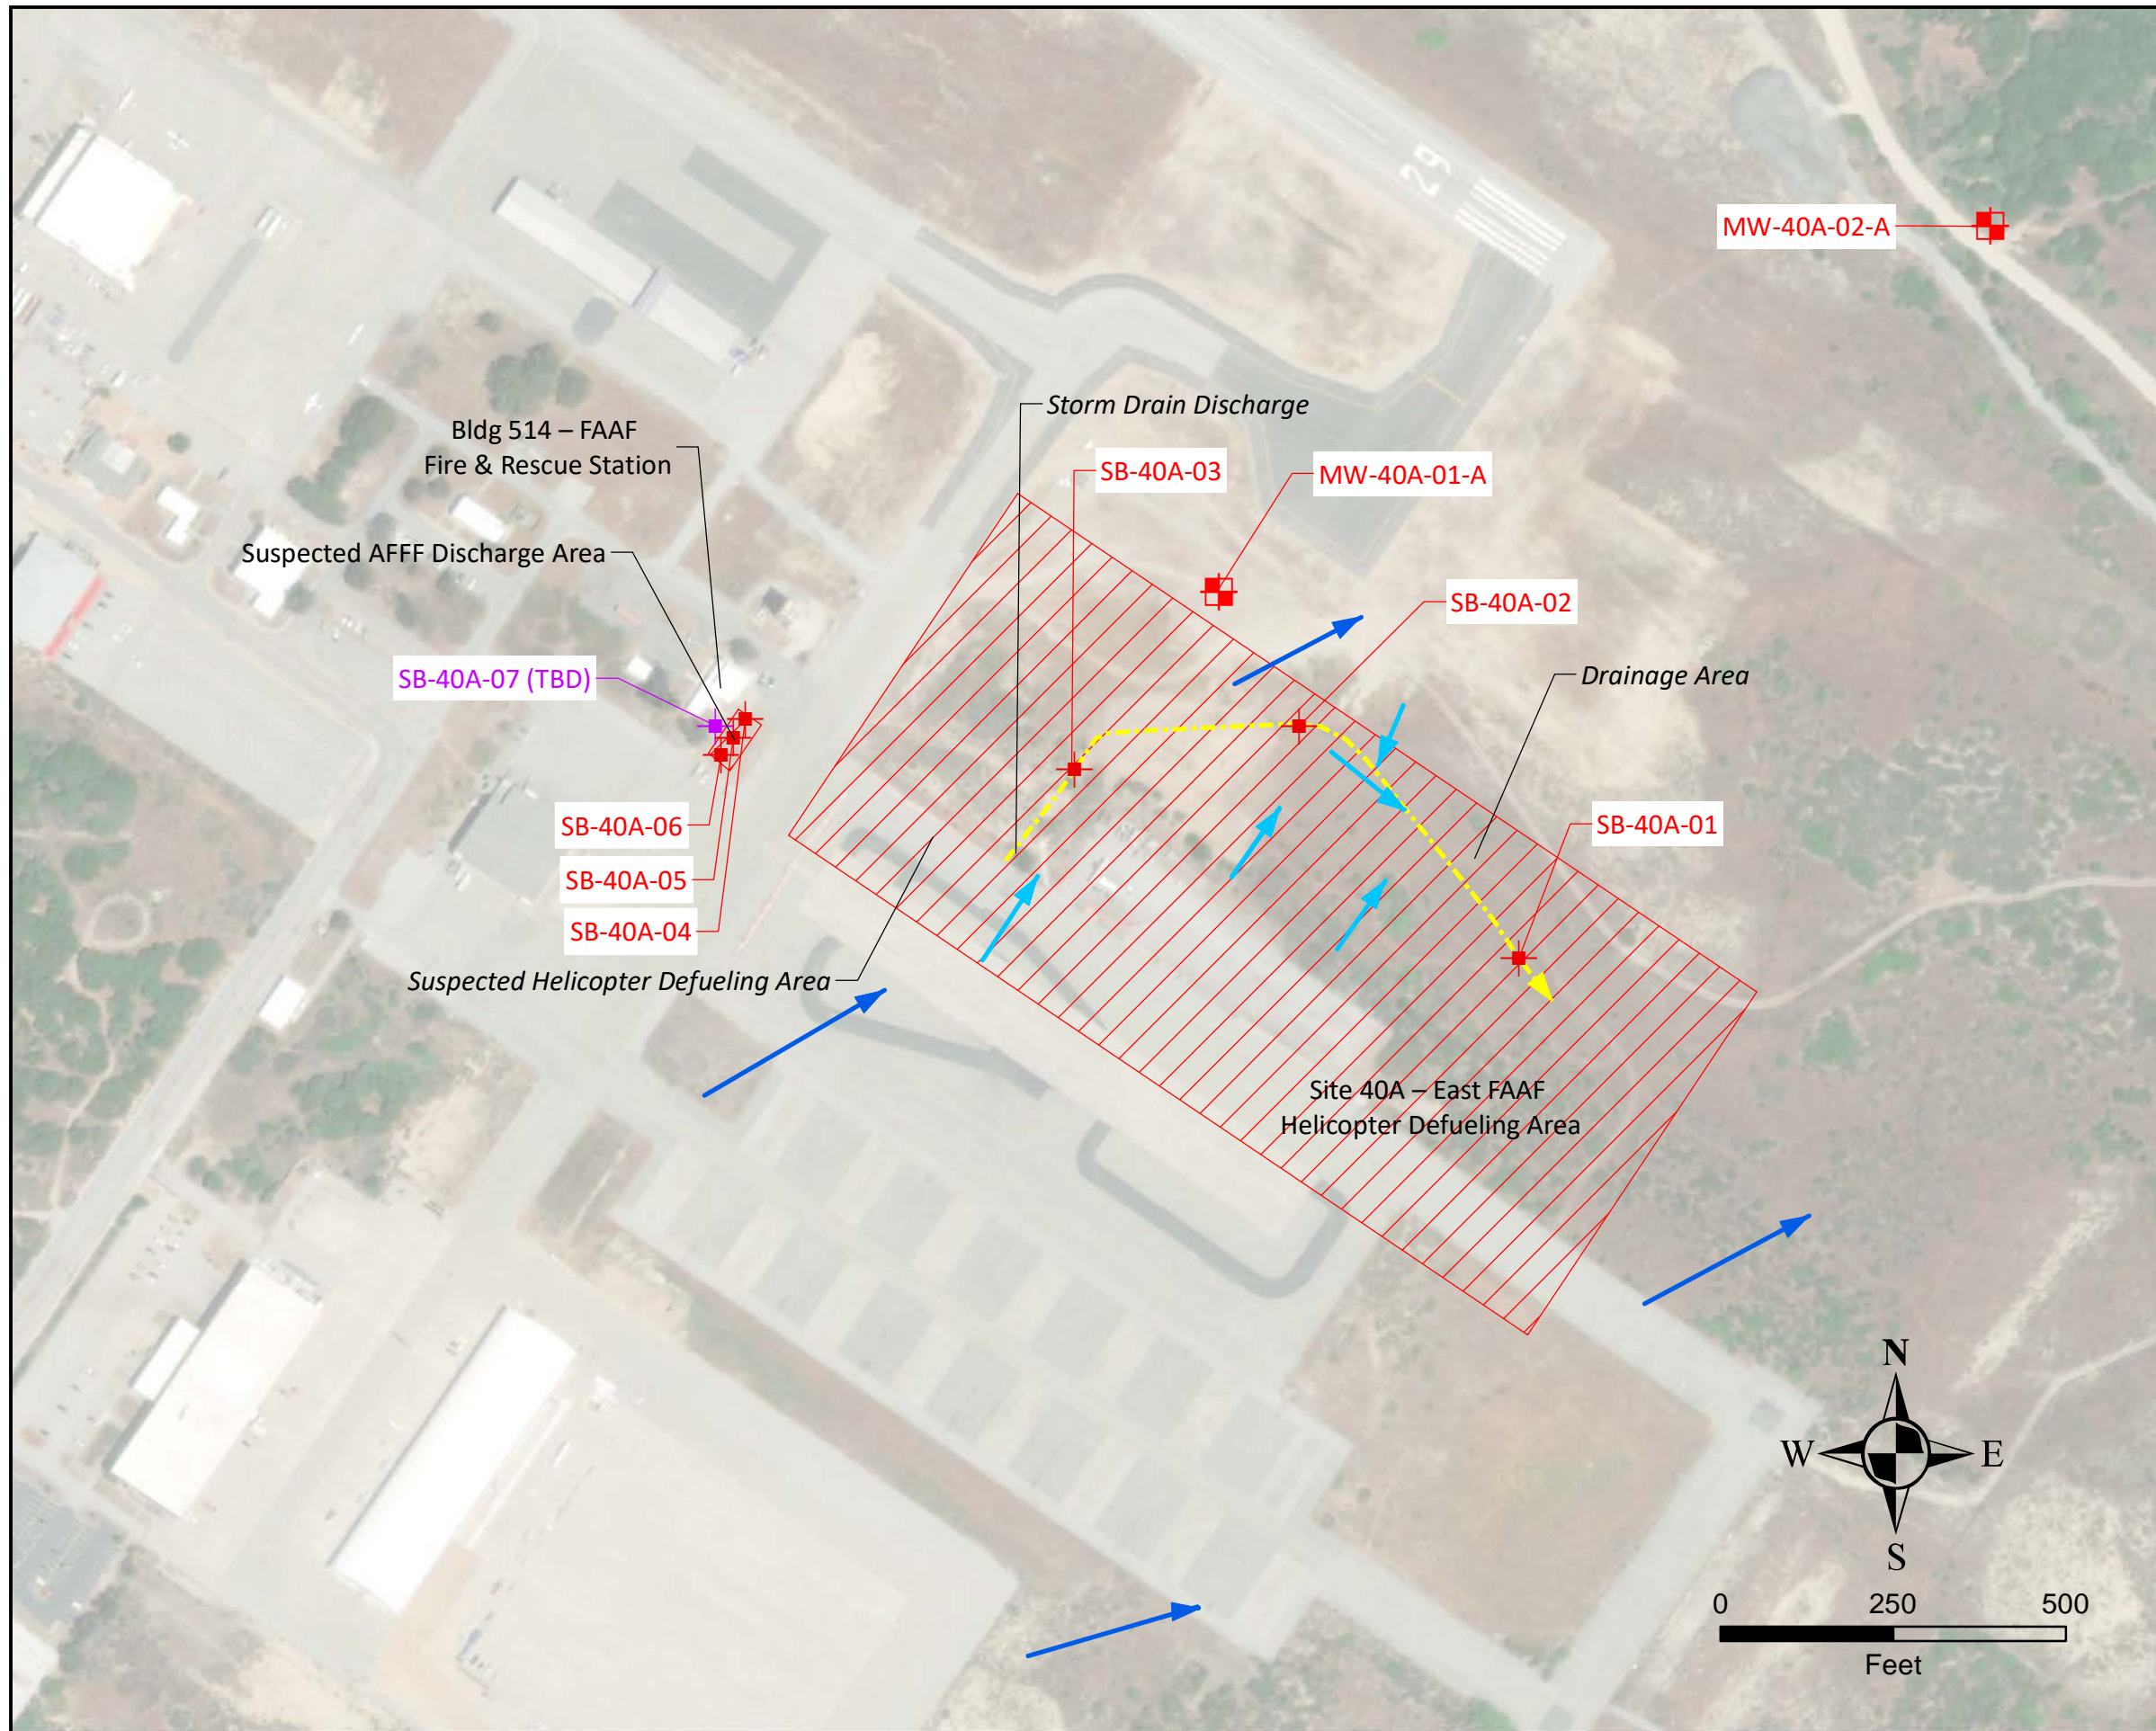 29
MW-40A-02-A
Storm Drain Discharge
Bldg 514 – FAAF
Fire & Rescue Station
SB-40A-03
MW-40A-01-A
Suspected AFFF Discharge Area
SB-40A-02
SB-40A-07 (TBD)
Drainage Area
SB-40A-06
SB-40A-01
SB-40A-05
SB-40A-04
Suspected Helicopter Defueling Area
Site 40A – East FAAF
Helicopter Defueling Area
N
W
E
S
0 250 500
Feet